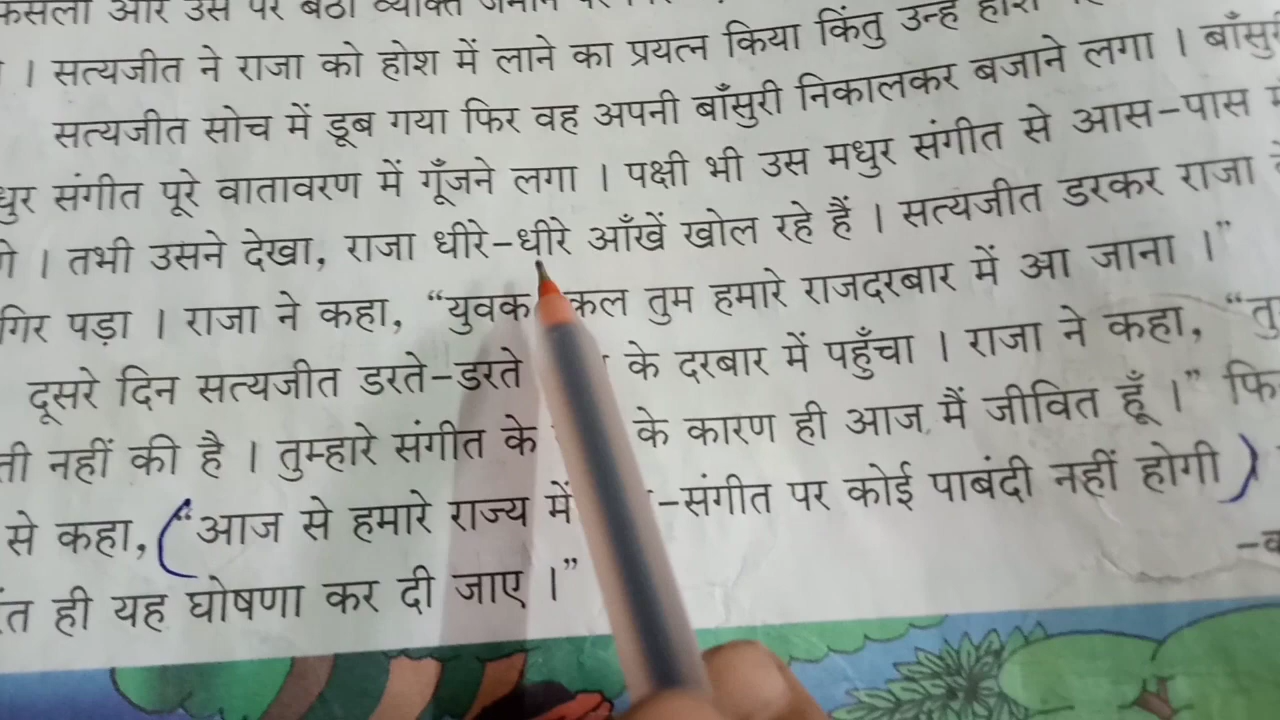 पर
। सत्यजीत ने राजा को होश में लाने का प्रयत्न किया किंतु उन्हें होश
सत्यजीत सोच में डूब गया फिर वह अपनी बाँसुरी निकालकर बजाने लगा ।
संगीत पूरे वातावरण में गूँजने लगा । पक्षी भी उस मधुर संगीत से आस-पास
। तभी उसने देखा, राजा धीरे-धीरे आँखें खोल रहे हैं । सत्यजीत डरकर राजा
गिर पड़ा । राजा ने कहा, “युवक कल तुम हमारे राजदरबार में आ जाना ।”
दूसरे दिन सत्यजीत डरते-डरते के दरबार में पहुँचा । राजा ने कहा,
नहीं की है । तुम्हारे संगीत के के कारण ही आज मैं जीवित हूँ ।”
से कहा, “आज से हमारे राज्य में -संगीत पर कोई पाबंदी नहीं होगी
ही यह घोषणा कर दी जाए ।”